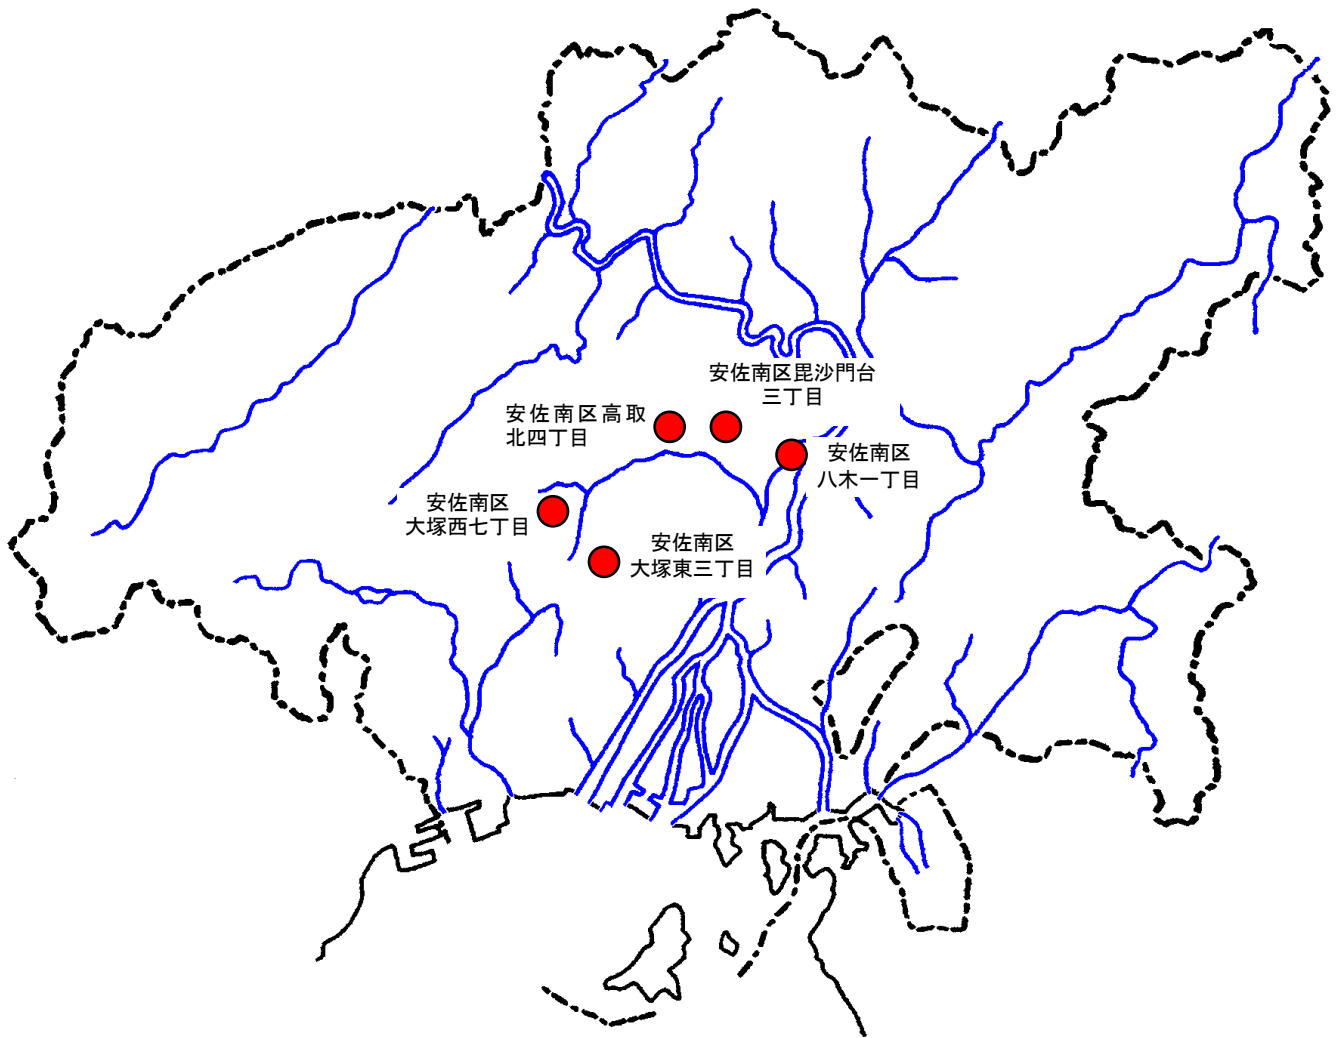 安佐南区毘沙門台
三丁目
安佐南区高取
北四丁目
安佐南区
八木一丁目
安佐南区
大塚西七丁目
安佐南区
大塚東三丁目